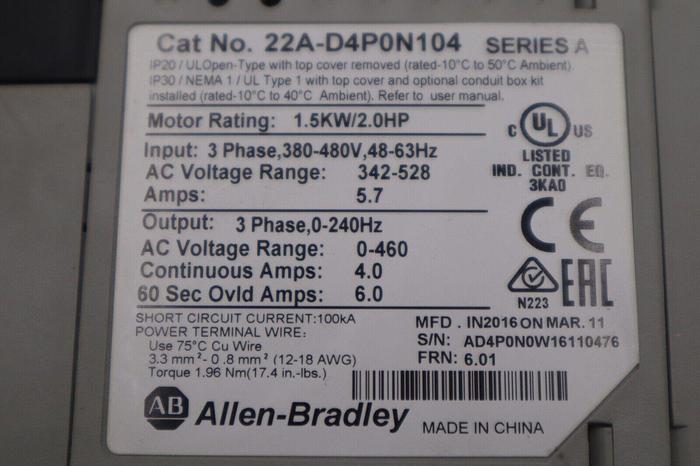 Cat No. 22A-D4P0N104 SERIES A
IP20 / ULOpen-Type with top cover removed (rated-10°C to 50°C Ambient)
IP30 / NEMA 1 / UL Type 1 with top cover and optional conduit box kit
installed (rated-10°C to 40°C Ambient). Refer to user manual.
Motor Rating: 1.5KW/2.0HP
Input: 3 Phase,380-480V,48-63Hz
AC Voltage Range: 342-528
Amps: 5.7
Output: 3 Phase,0-240Hz
AC Voltage Range: 0-460
Continuous Amps: 4.0
60 Sec Ovld Amps: 6.0
C UL US
LISTED
IND. CONT. EQ.
3KA0
CE
N223
EAC
SHORT CIRCUIT CURRENT:100kA
POWER TERMINAL WIRE:
Use 75°C Cu Wire
3.3 mm²- 0.8 mm² (12-18 AWG)
Torque 1.96 Nm(17.4 in.-lbs.)
MFD . IN2016 ON MAR. 11
S/N: AD4P0N0W16110476
FRN: 6.01
AB Allen-Bradley MADE IN CHINA